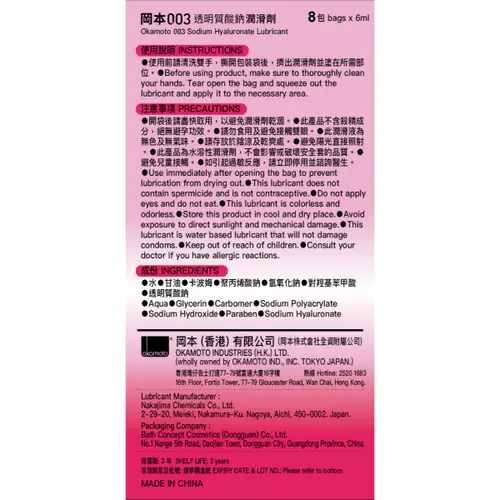 岡本003 透明質酸鈉潤滑劑 8包 bags x 6ml
Okamoto 003 Sodium Hyaluronate Lubricant
使用說明 INSTRUCTIONS
●使用前請清洗雙手，撕開包裝袋後，擠出潤滑劑並塗在所需部
位。●Before using product, make sure to thoroughly clean
your hands. Tear open the bag and squeeze out the
lubricant and apply it to the necessary area.
注意事項 PRECAUTIONS
●開袋後請盡快取用，以避免潤滑劑乾涸。●此產品不含殺精成
分，絕無避孕功效。●請勿食用及避免接觸雙眼。●此潤滑液為
無色及無氣味。●請存放於陰涼及乾爽處。●避免陽光直接照射
。●此產品為水溶性潤滑劑，不會影響或破壞安全套的品質。●
避免兒童接觸。●如引起過敏反應，請立即停用並諮詢醫生。
●Use immediately after opening the bag to prevent
lubrication from drying out.●This lubricant does not
contain spermicide and is not contraceptive.●Do not apply
eyes and do not eat.●This lubricant is colorless and
odorless.●Store this product in cool and dry place.●Avoid
exposure to direct sunlight and mechanical damage.●This
lubricant is water based lubricant that will not damage
condoms.●Keep out of reach of children.●Consult your
doctor if you have allergic reactions.
成份 INGREDIENTS
●水●甘油●卡波姆●聚丙烯酸鈉●氫氧化鈉●對羥基苯甲酸
●透明質酸鈉
●Aqua●Glycerin●Carbomer●Sodium Polyacrylate
●Sodium Hydroxide●Paraben●Sodium Hyaluronate
okamoto
岡本 (香港) 有限公司 (岡本株式會社全資附屬公司)
OKAMOTO INDUSTRIES (H.K.) LTD.
(wholly owned by OKAMOTO IND., INC. TOKYO JAPAN.)
香港灣仔告士打道77-79號富通大廈16字樓 熱線 Hotline: 2520 1683
16th Floor, Fortis Tower, 77-79 Gloucester Road, Wan Chai, Hong Kong.
Lubricant Manufacturer :
Nakajima Chemicals Co., Ltd.
2-29-20, Meieki, Nakamura-Ku. Nagoya, Aichi, 450-0002. Japan.
Packaging Company :
Bath Concept Cosmetics (Dongguan) Co., Ltd.
No.1 Nange 5th Road, Daojiao Town, Dongguan City, Guangdong Province, China.
保質期: 3 年 SHELF LIFE: 3 years
有效期至及批號: 請參閱盒底 EXPIRY DATE & LOT NO.: Please refer to bottom
MADE IN CHINA